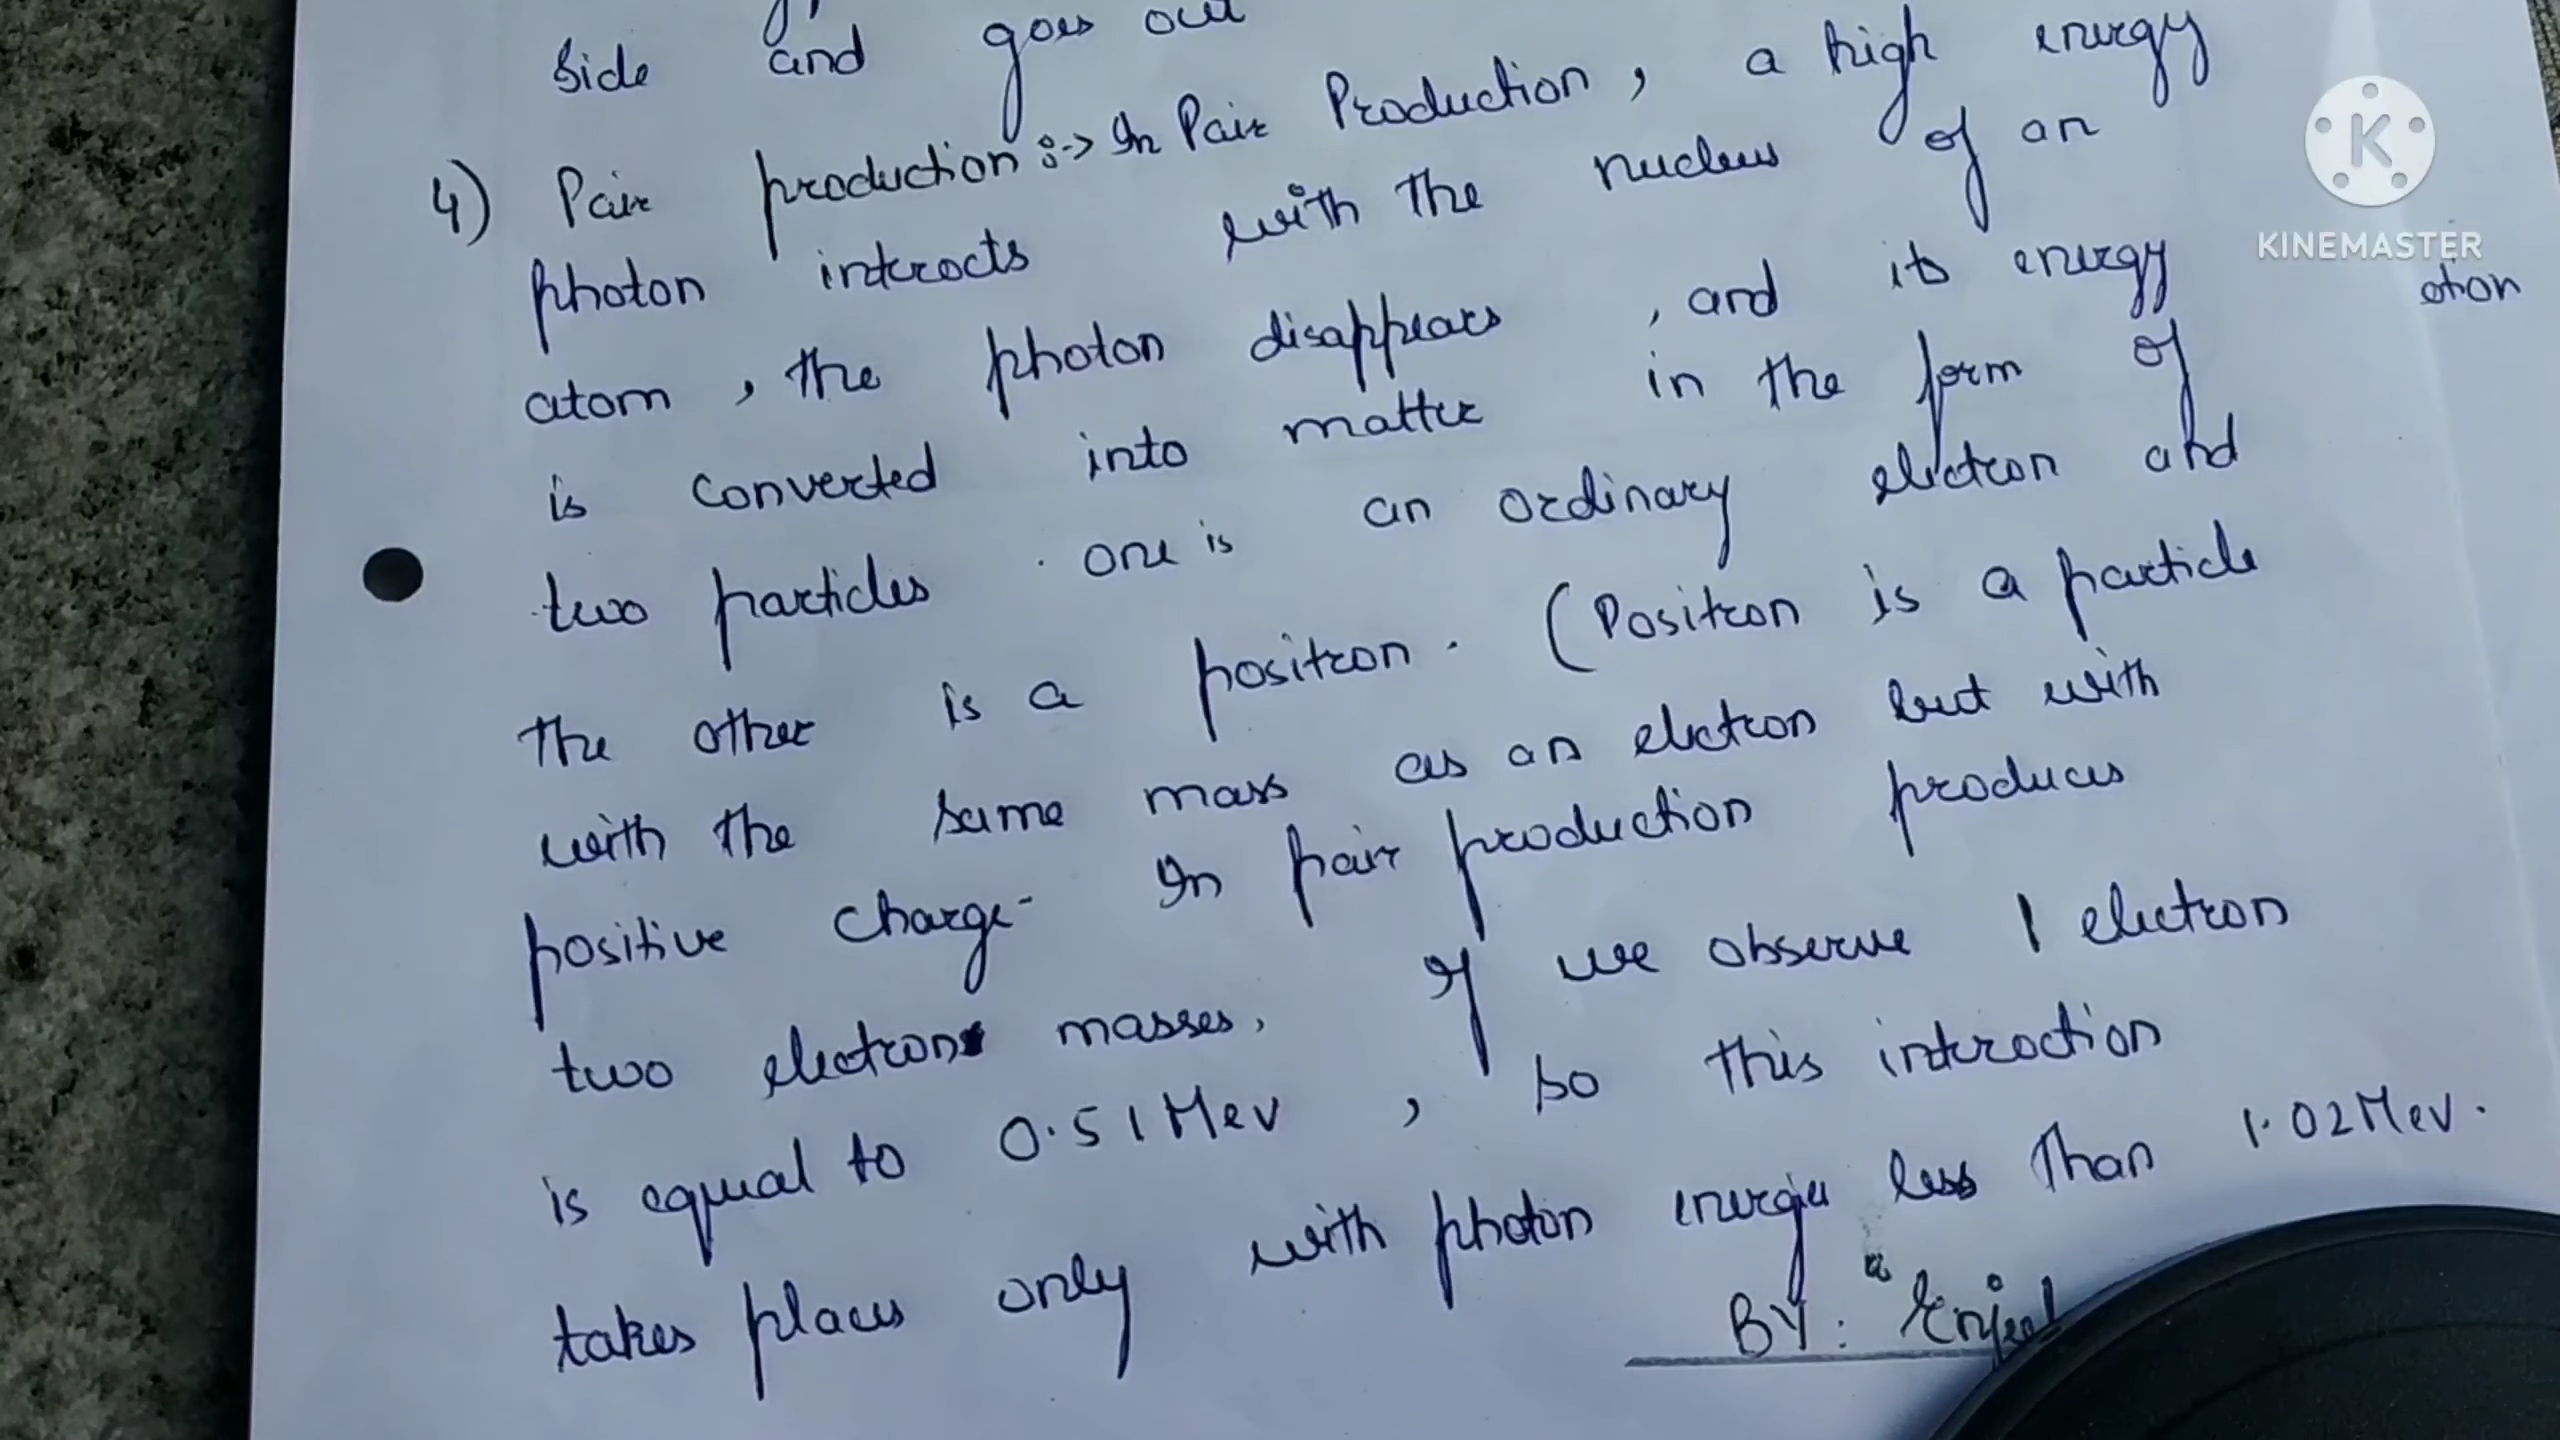 side and goes out
4) Pair production :-> In Pair Production, a high energy
photon interacts with the nucleus of an
atom, the photon disappears, and its energy
is converted into matter in the form of
two particles. one is an ordinary electron and
the other is a positron. (Positron is a particle
with the same mass as an electron but with
positive charge. In pair production produces
two electron masses. If we observe 1 electron
is equal to 0.51 Mev, so this interaction
takes places only with photon energie less than 1.02 Mev.
BY:
KINEMASTER